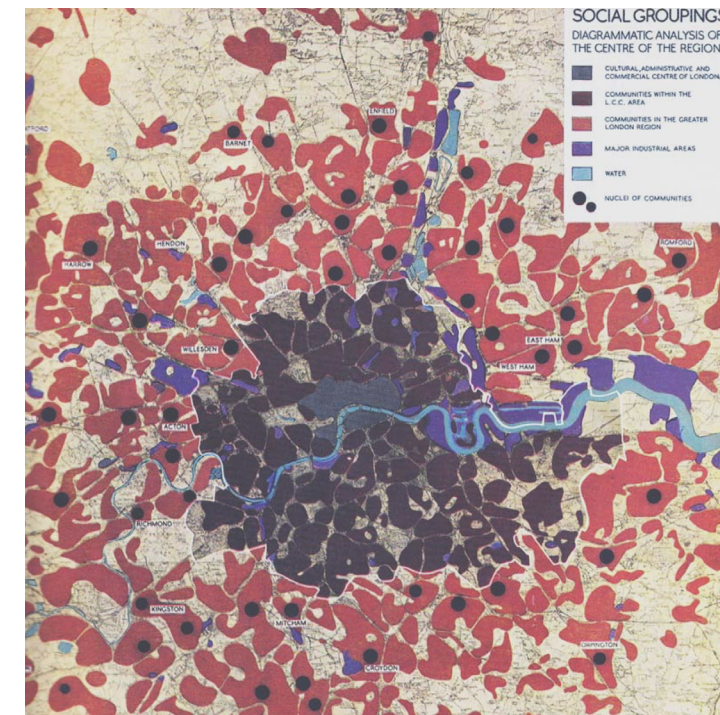 SOCIAL GROUPINGS
DIAGRAMMATIC ANALYSIS OF
THE CENTRE OF THE REGION
CULTURAL, ADMINISTRATIVE AND
COMMERCIAL CENTRE OF LONDON
COMMUNITIES WITHIN THE
L.C.C. AREA
COMMUNITIES IN THE GREATER
LONDON REGION
MAJOR INDUSTRIAL AREAS
WATER
NUCLEI OF COMMUNITIES
ENFIELD
TFORD
BARNET
HENDON
ROMFORD
HARROW
EAST HAM
WILLESDEN
WEST HAM
ACTON
RICHMOND
KINGSTON
MITCHAM
ORPINGTON
CROYDON